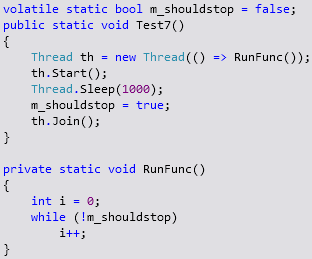 volatile static bool m_shouldstop = false;
public static void Test7()
{
    Thread th = new Thread(() => RunFunc());
    th.Start();
    Thread.Sleep(1000);
    m_shouldstop = true;
    th.Join();
}

private static void RunFunc()
{
    int i = 0;
    while (!m_shouldstop)
        i++;
}